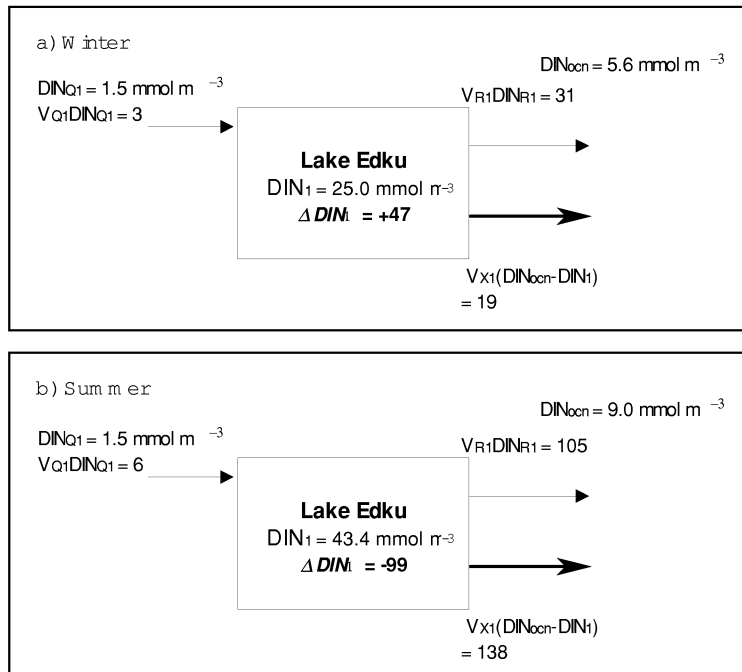 a) Winter
DINocn = 5.6 mmol m −3
DINQ1 = 1.5 mmol m −3
VR1DINR1 = 31
VQ1DINQ1 = 3
Lake Edku
DIN1 = 25.0 mmol m−3
ΔDIN1 = +47
VX1(DINocn-DIN1)
= 19
b) Summer
DINocn = 9.0 mmol m −3
DINQ1 = 1.5 mmol m −3
VR1DINR1 = 105
VQ1DINQ1 = 6
Lake Edku
DIN1 = 43.4 mmol m−3
ΔDIN1 = -99
VX1(DINocn-DIN1)
= 138